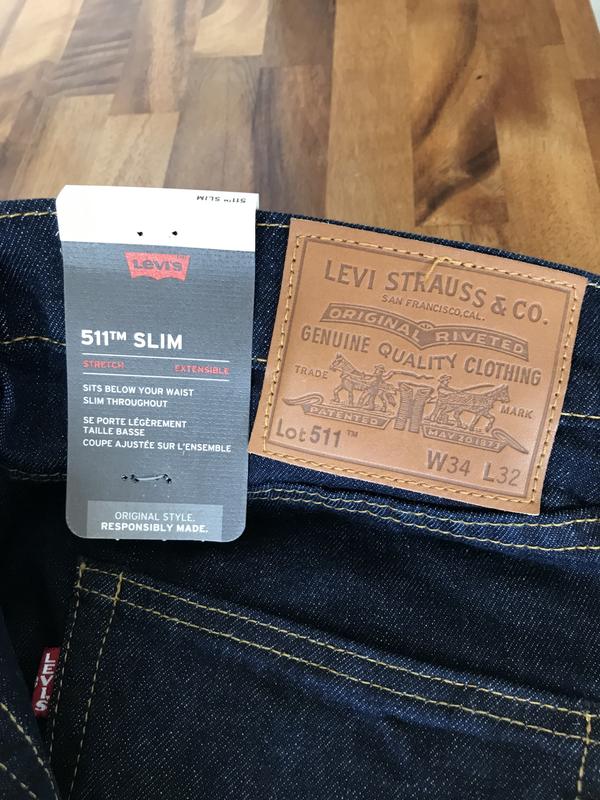 511™ SLIM
Levi's
511™ SLIM
STRETCH EXTENSIBLE
SITS BELOW YOUR WAIST
SLIM THROUGHOUT
SE PORTE LÉGÈREMENT
TAILLE BASSE
COUPE AJUSTÉE SUR L'ENSEMBLE
ORIGINAL STYLE.
RESPONSIBLY MADE.
LEVI STRAUSS & CO.
SAN FRANCISCO, CAL.
ORIGINAL RIVETED
GENUINE QUALITY CLOTHING
TRADE MARK
PATENTED MAY 20 1873
Lot 511™
W34 L32
LEVI'S